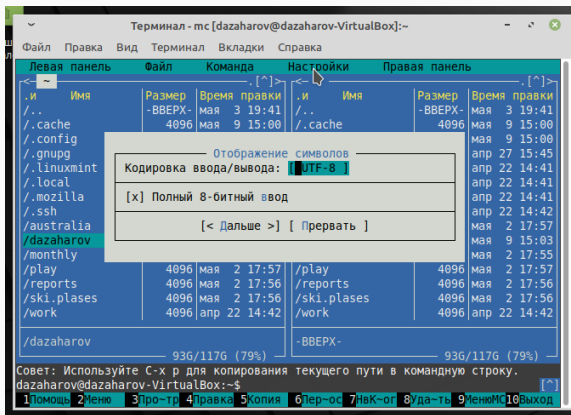 Терминал - mc [dazaharov@dazaharov-VirtualBox]:~
Файл Правка Вид Терминал Вкладки Справка
Левая панель Файл Команда Настройки Правая панель
<- ~ .[^]> <- .[^]>
.и Имя Размер Время правки .и Имя Размер Время правки
/.. -ВВЕРХ- мая 3 19:41 /.. -ВВЕРХ- мая 3 19:41
/.cache 4096 мая 9 15:00 /.cache 4096 мая 9 15:00
/.config мая 9 15:00
/.gnupg апр 27 15:45
/.linuxmint апр 22 14:41
/.local апр 22 14:41
/.mozilla апр 22 14:41
/.ssh апр 22 14:42
/australia мая 2 17:57
/dazaharov мая 9 15:03
/monthly мая 2 17:55
Отображение символов
Кодировка ввода/вывода: [ UTF-8 ]
[x] Полный 8-битный ввод
[< Дальше >] [ Прервать ]
/play 4096 мая 2 17:57 /play 4096 мая 2 17:57
/reports 4096 мая 2 17:56 /reports 4096 мая 2 17:56
/ski.plases 4096 мая 2 17:56 /ski.plases 4096 мая 2 17:56
/work 4096 апр 22 14:42 /work 4096 апр 22 14:42
/dazaharov -ВВЕРХ-
93G/117G (79%) 93G/117G (79%)
Совет: Используйте C-x p для копирования текущего пути в командную строку.
dazaharov@dazaharov-VirtualBox:~$ [^]
1Помощь 2Меню 3Про~тр 4Правка 5Копия 6Пер~ос 7НвК~ог 8Уда~ть 9МенюMC 10Выход